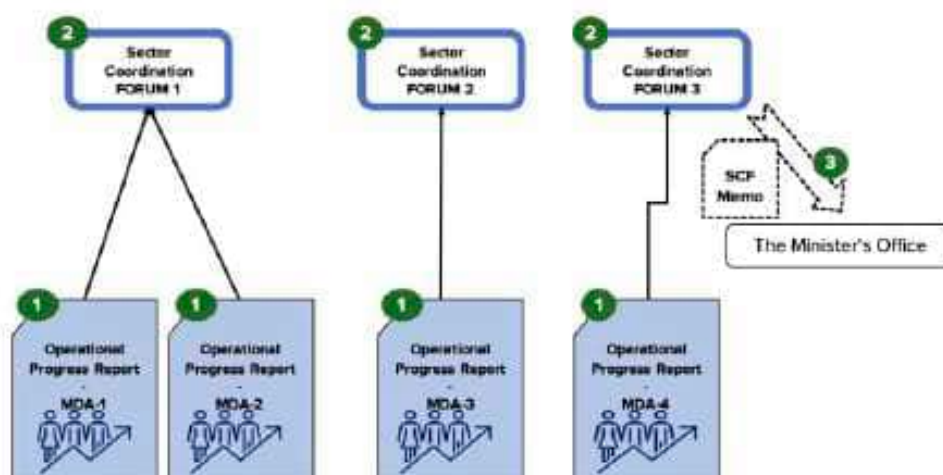 2
Sector
Coordination
FORUM 1
2
Sector
Coordination
FORUM 2
2
Sector
Coordination
FORUM 3
3
SCF
Memo
The Minister's Office
1
Operational
Progress Report
-
MDA-1
1
Operational
Progress Report
-
MDA-2
1
Operational
Progress Report
-
MDA-3
1
Operational
Progress Report
-
MDA-4